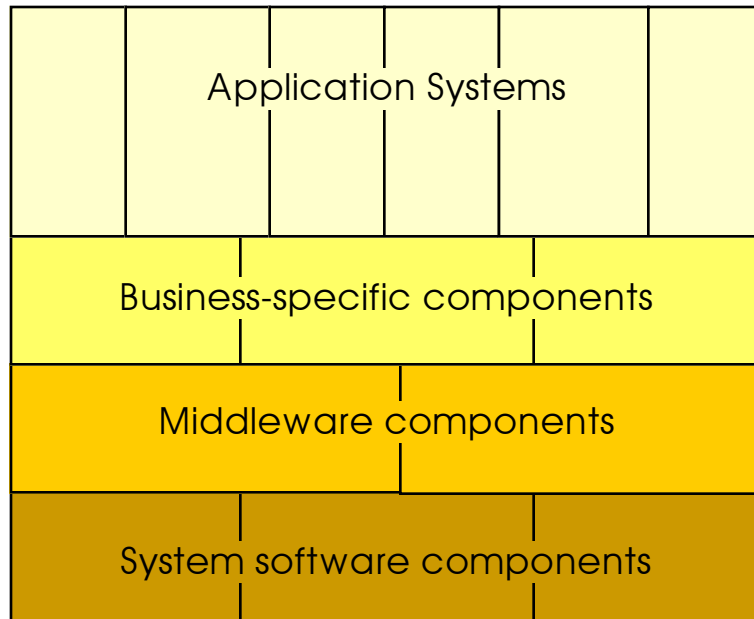 Application Systems
Business-specific components
Middleware components
System software components